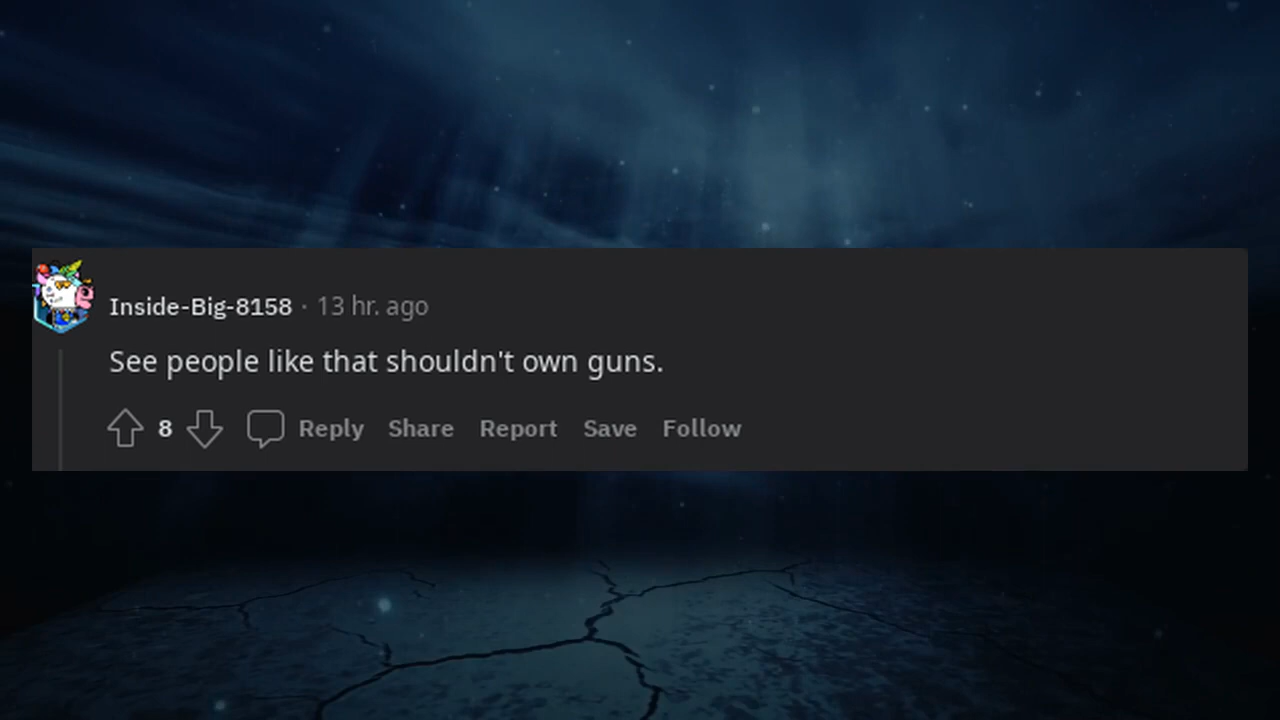 Inside-Big-8158 · 13 hr. ago
See people like that shouldn't own guns.
8 Reply Share Report Save Follow